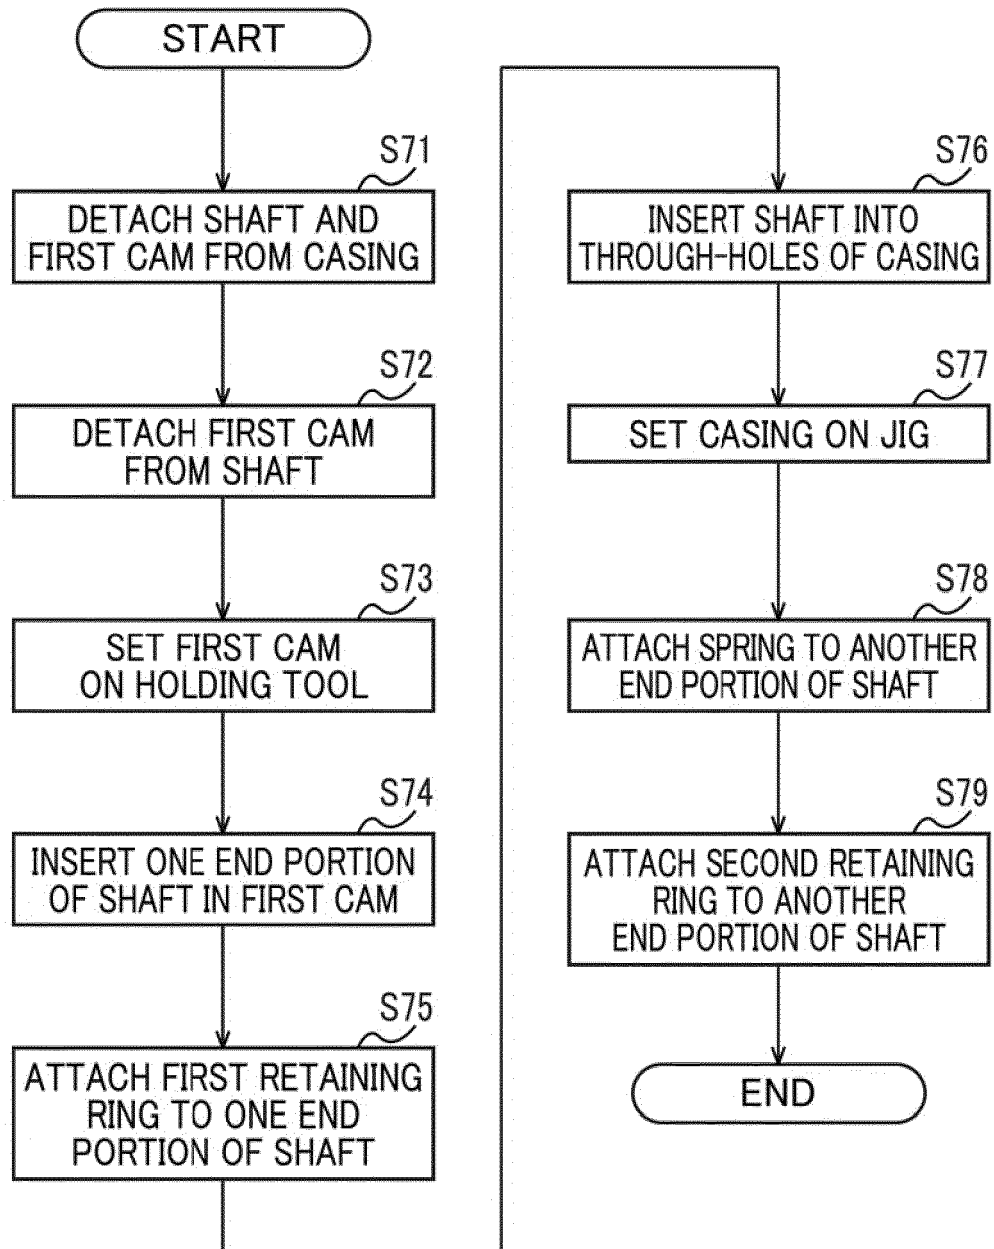 START
S71
DETACH SHAFT AND
FIRST CAM FROM CASING
S72
DETACH FIRST CAM
FROM SHAFT
S73
SET FIRST CAM
ON HOLDING TOOL
S74
INSERT ONE END PORTION
OF SHAFT IN FIRST CAM
S75
ATTACH FIRST RETAINING
RING TO ONE END
PORTION OF SHAFT
S76
INSERT SHAFT INTO
THROUGH-HOLES OF CASING
S77
SET CASING ON JIG
S78
ATTACH SPRING TO ANOTHER
END PORTION OF SHAFT
S79
ATTACH SECOND RETAINING
RING TO ANOTHER
END PORTION OF SHAFT
END